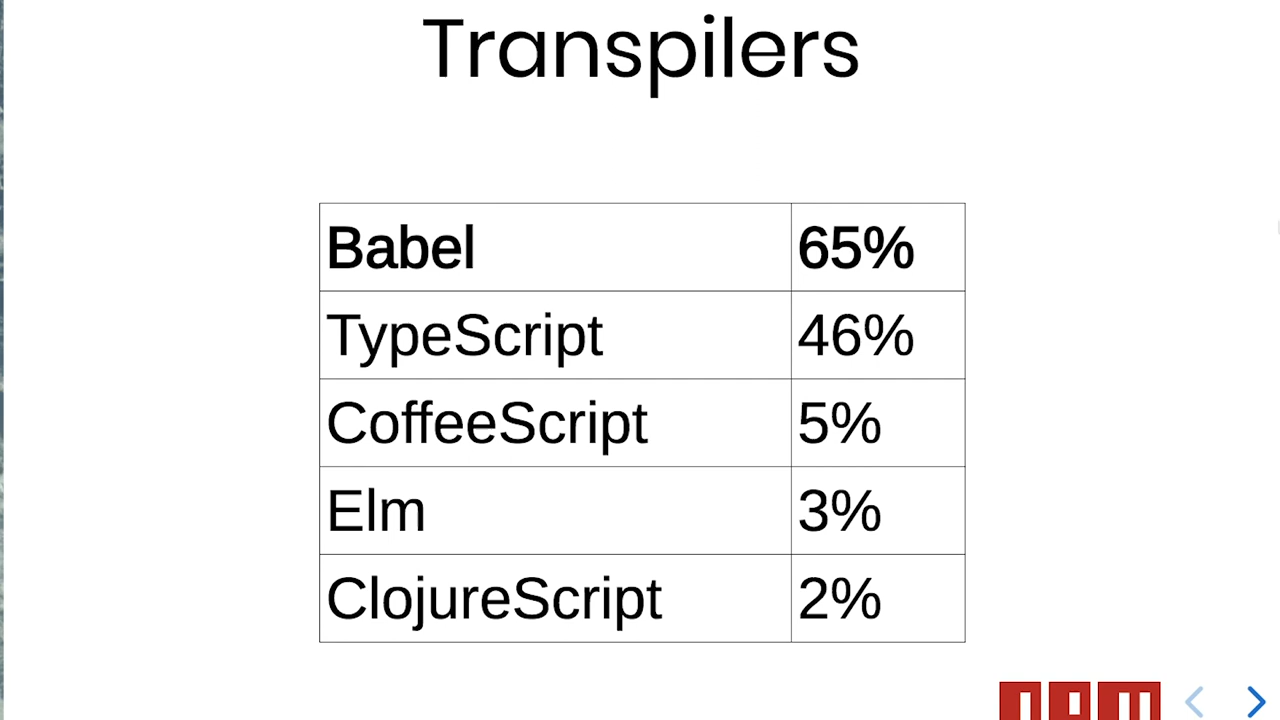 Transpilers
Babel 65%
TypeScript 46%
CoffeeScript 5%
Elm 3%
ClojureScript 2%
npm